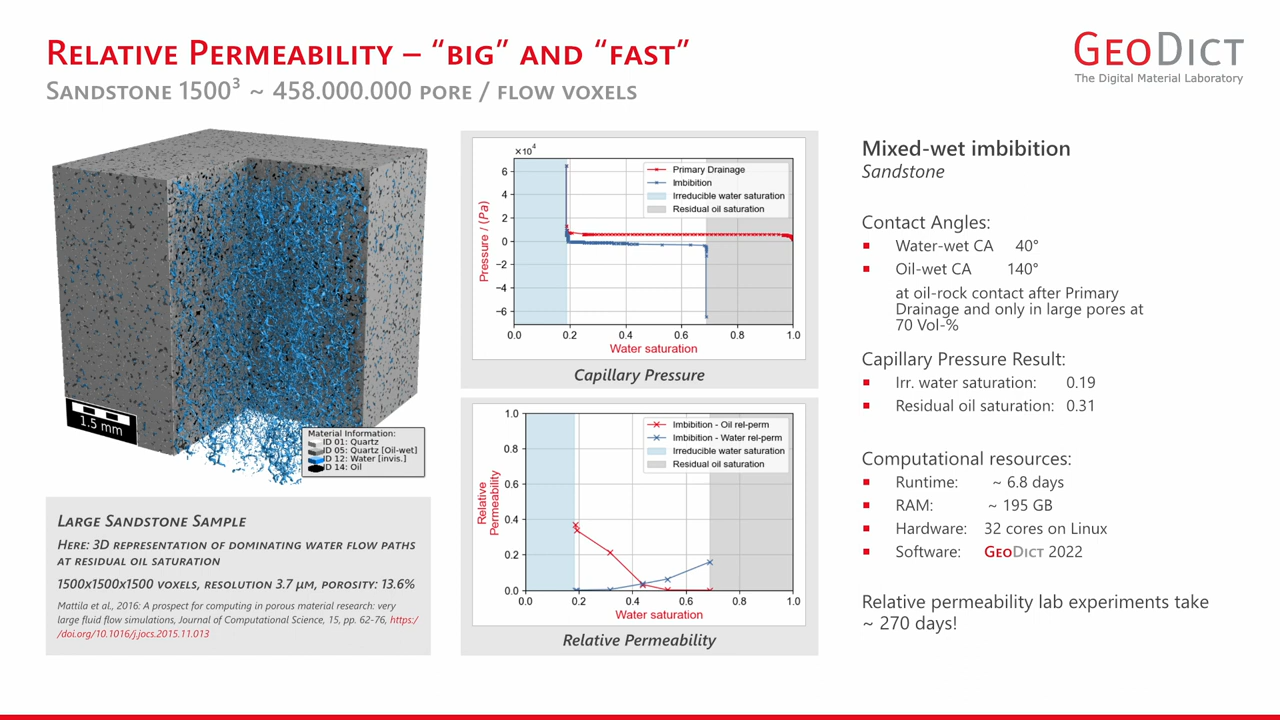 Relative Permeability – “big” and “fast”
Sandstone 1500³ ~ 458.000.000 pore / flow voxels
GeoDict
The Digital Material Laboratory
1.5 mm
Material Information:
ID 01: Quartz
ID 05: Quartz [Oil-wet]
ID 12: Water [invis.]
ID 14: Oil
Large Sandstone Sample
Here: 3D representation of dominating water flow paths
at residual oil saturation
1500x1500x1500 voxels, resolution 3.7 µm, porosity: 13.6%
Mattila et al., 2016: A prospect for computing in porous material research: very
large fluid flow simulations, Journal of Computational Science, 15, pp. 62-76, https:/
/doi.org/10.1016/j.jocs.2015.11.013
×10⁴
6
4
2
0
−2
−4
−6
Pressure / (Pa)
Primary Drainage
Imbibition
Irreducible water saturation
Residual oil saturation
0.0 0.2 0.4 0.6 0.8 1.0
Water saturation
Capillary Pressure
1.0
0.8
0.6
0.4
0.2
0.0
Relative
Permeability
Imbibition - Oil rel-perm
Imbibition - Water rel-perm
Irreducible water saturation
Residual oil saturation
0.0 0.2 0.4 0.6 0.8 1.0
Water saturation
Relative Permeability
Mixed-wet imbibition
Sandstone
Contact Angles:
Water-wet CA 40°
Oil-wet CA 140°
at oil-rock contact after Primary
Drainage and only in large pores at
70 Vol-%
Capillary Pressure Result:
Irr. water saturation: 0.19
Residual oil saturation: 0.31
Computational resources:
Runtime: ~ 6.8 days
RAM: ~ 195 GB
Hardware: 32 cores on Linux
Software: GeoDict 2022
Relative permeability lab experiments take
~ 270 days!